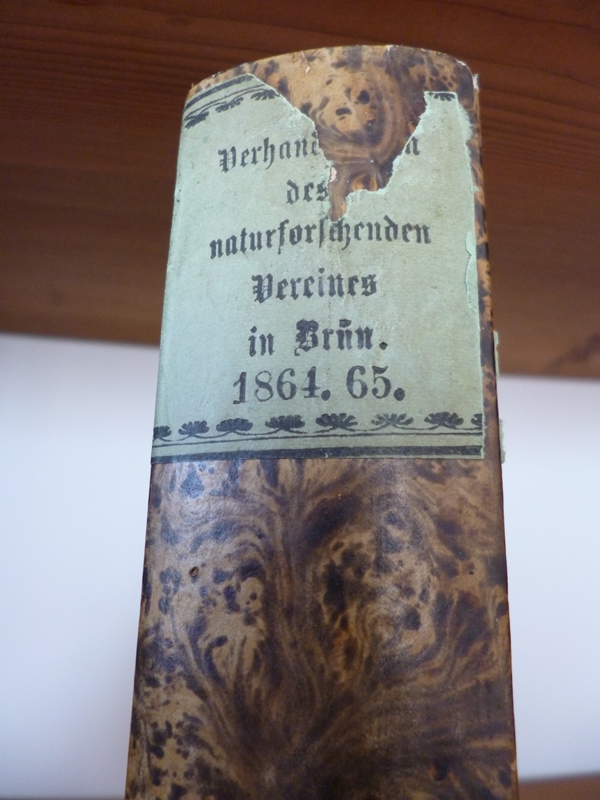 des
naturforschenden
Vereines
in Brün̄.
1864. 65.